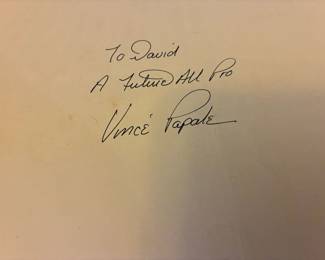 To David
A Future All Pro
Vince Papale